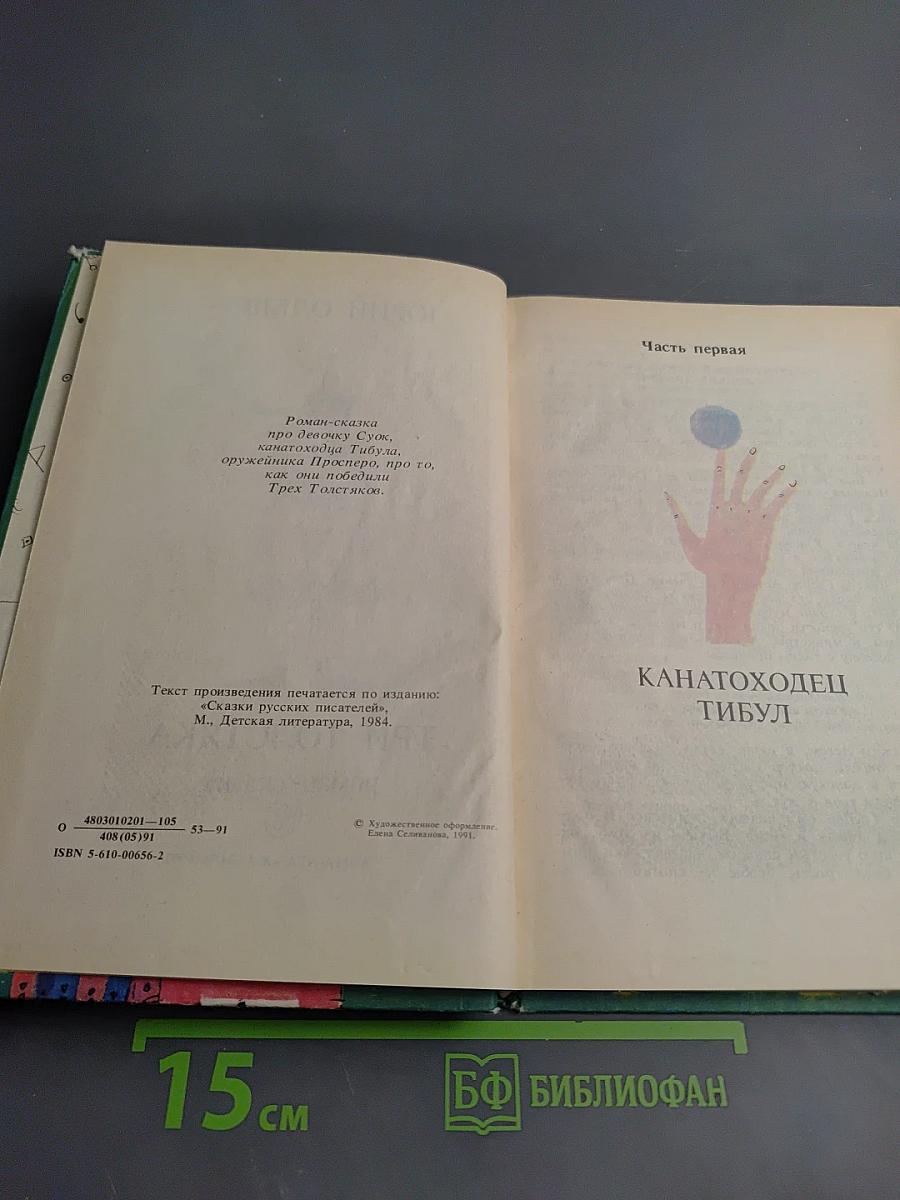 Роман-сказка
про девочку Суок,
канатоходца Тибула,
оружейника Просперо, про то,
как они победили
Трех Толстяков.
Текст произведения печатается по изданию:
«Сказки русских писателей»,
М., Детская литература, 1984.
О 4803010201—105 53—91
408(05)91
ISBN 5-610-00656-2
© Художественное оформление.
Елена Селиванова, 1991.
Часть первая
КАНАТОХОДЕЦ
ТИБУЛ
15 см
БФ БИБЛИОФАН